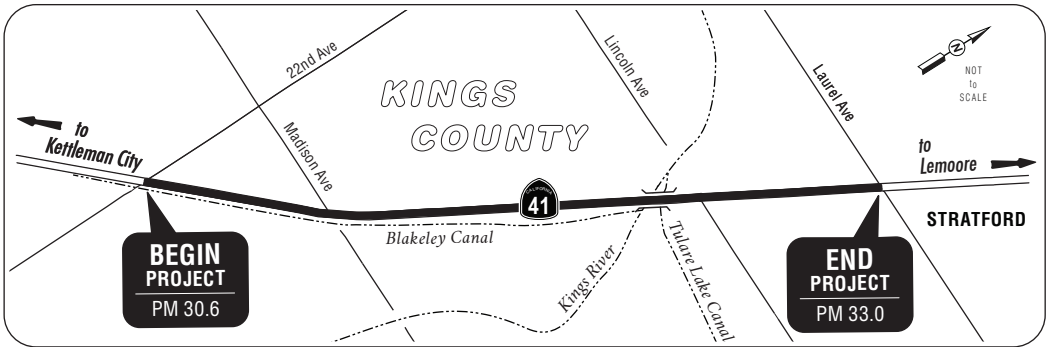 22nd Ave
Madison Ave
KINGS
COUNTY
Lincoln Ave
Laurel Ave
N
NOT
to
SCALE
to
Kettleman City
to
Lemoore
CALIFORNIA
41
STRATFORD
Blakeley Canal
Kings River
Tulare Lake Canal
BEGIN
PROJECT
PM 30.6
END
PROJECT
PM 33.0